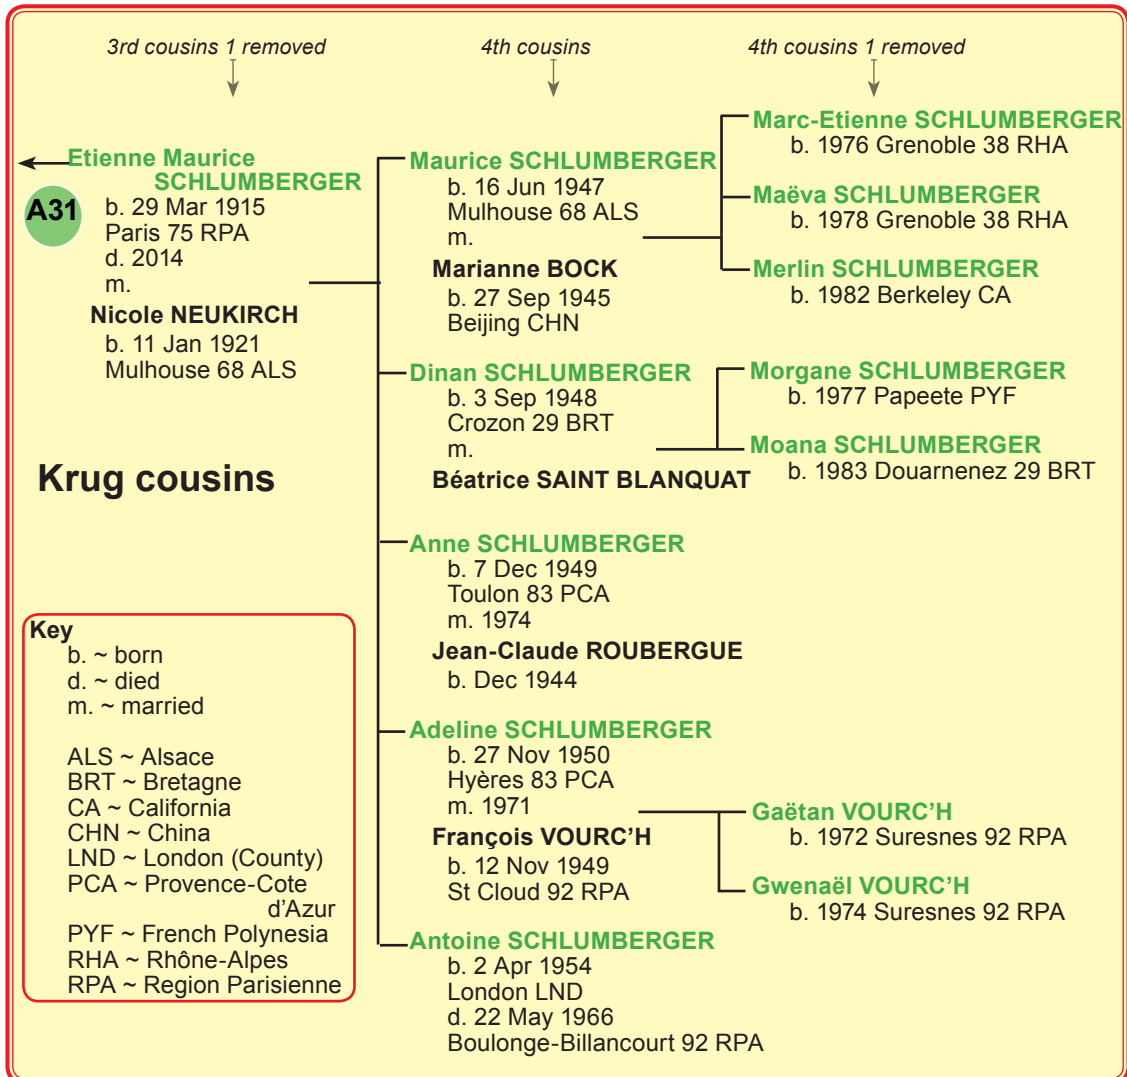 3rd cousins 1 removed
4th cousins
4th cousins 1 removed
Etienne Maurice
SCHLUMBERGER
A31
b. 29 Mar 1915
Paris 75 RPA
d. 2014
m.
Nicole NEUKIRCH
b. 11 Jan 1921
Mulhouse 68 ALS
Krug cousins
Key
b. ~ born
d. ~ died
m. ~ married
ALS ~ Alsace
BRT ~ Bretagne
CA ~ California
CHN ~ China
LND ~ London (County)
PCA ~ Provence-Cote
d'Azur
PYF ~ French Polynesia
RHA ~ Rhône-Alpes
RPA ~ Region Parisienne
Maurice SCHLUMBERGER
b. 16 Jun 1947
Mulhouse 68 ALS
m.
Marianne BOCK
b. 27 Sep 1945
Beijing CHN
Dinan SCHLUMBERGER
b. 3 Sep 1948
Crozon 29 BRT
m.
Béatrice SAINT BLANQUAT
Anne SCHLUMBERGER
b. 7 Dec 1949
Toulon 83 PCA
m. 1974
Jean-Claude ROUBERGUE
b. Dec 1944
Adeline SCHLUMBERGER
b. 27 Nov 1950
Hyères 83 PCA
m. 1971
François VOURC'H
b. 12 Nov 1949
St Cloud 92 RPA
Antoine SCHLUMBERGER
b. 2 Apr 1954
London LND
d. 22 May 1966
Boulonge-Billancourt 92 RPA
Marc-Etienne SCHLUMBERGER
b. 1976 Grenoble 38 RHA
Maëva SCHLUMBERGER
b. 1978 Grenoble 38 RHA
Merlin SCHLUMBERGER
b. 1982 Berkeley CA
Morgane SCHLUMBERGER
b. 1977 Papeete PYF
Moana SCHLUMBERGER
b. 1983 Douarnenez 29 BRT
Gaëtan VOURC'H
b. 1972 Suresnes 92 RPA
Gwenaël VOURC'H
b. 1974 Suresnes 92 RPA